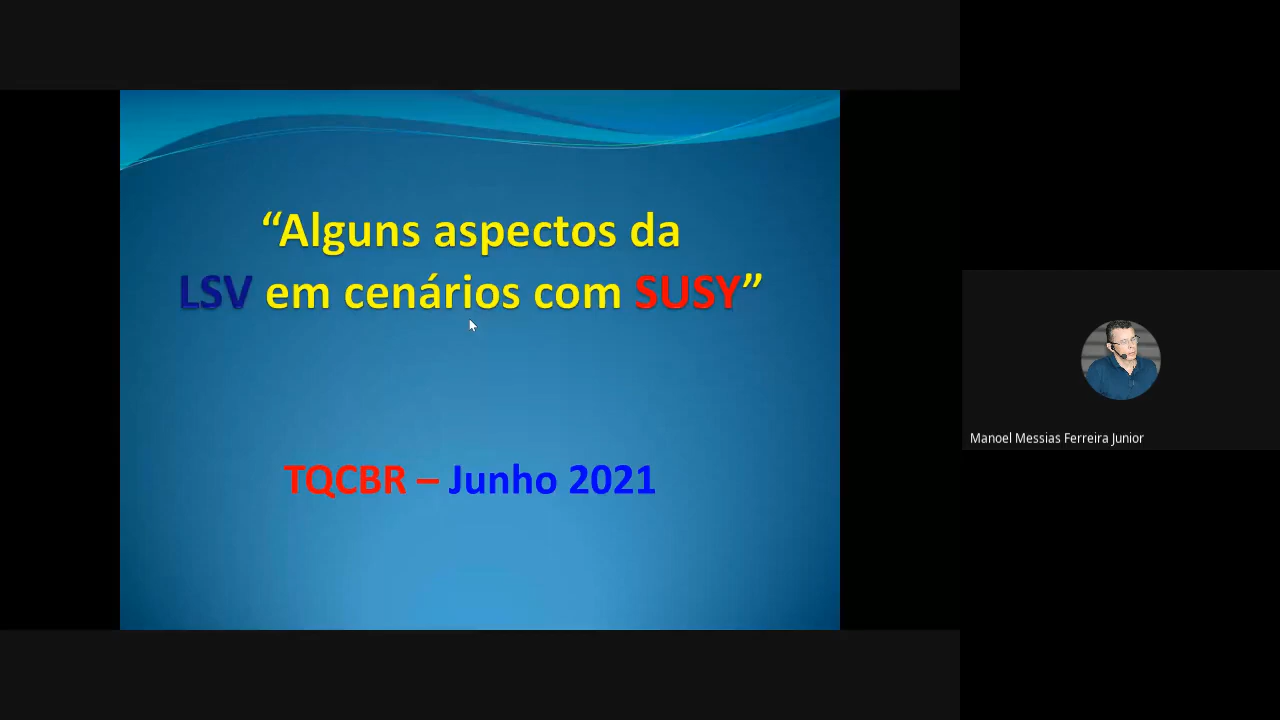 “Alguns aspectos da
LSV em cenários com SUSY”
TQCBR – Junho 2021
Manoel Messias Ferreira Junior